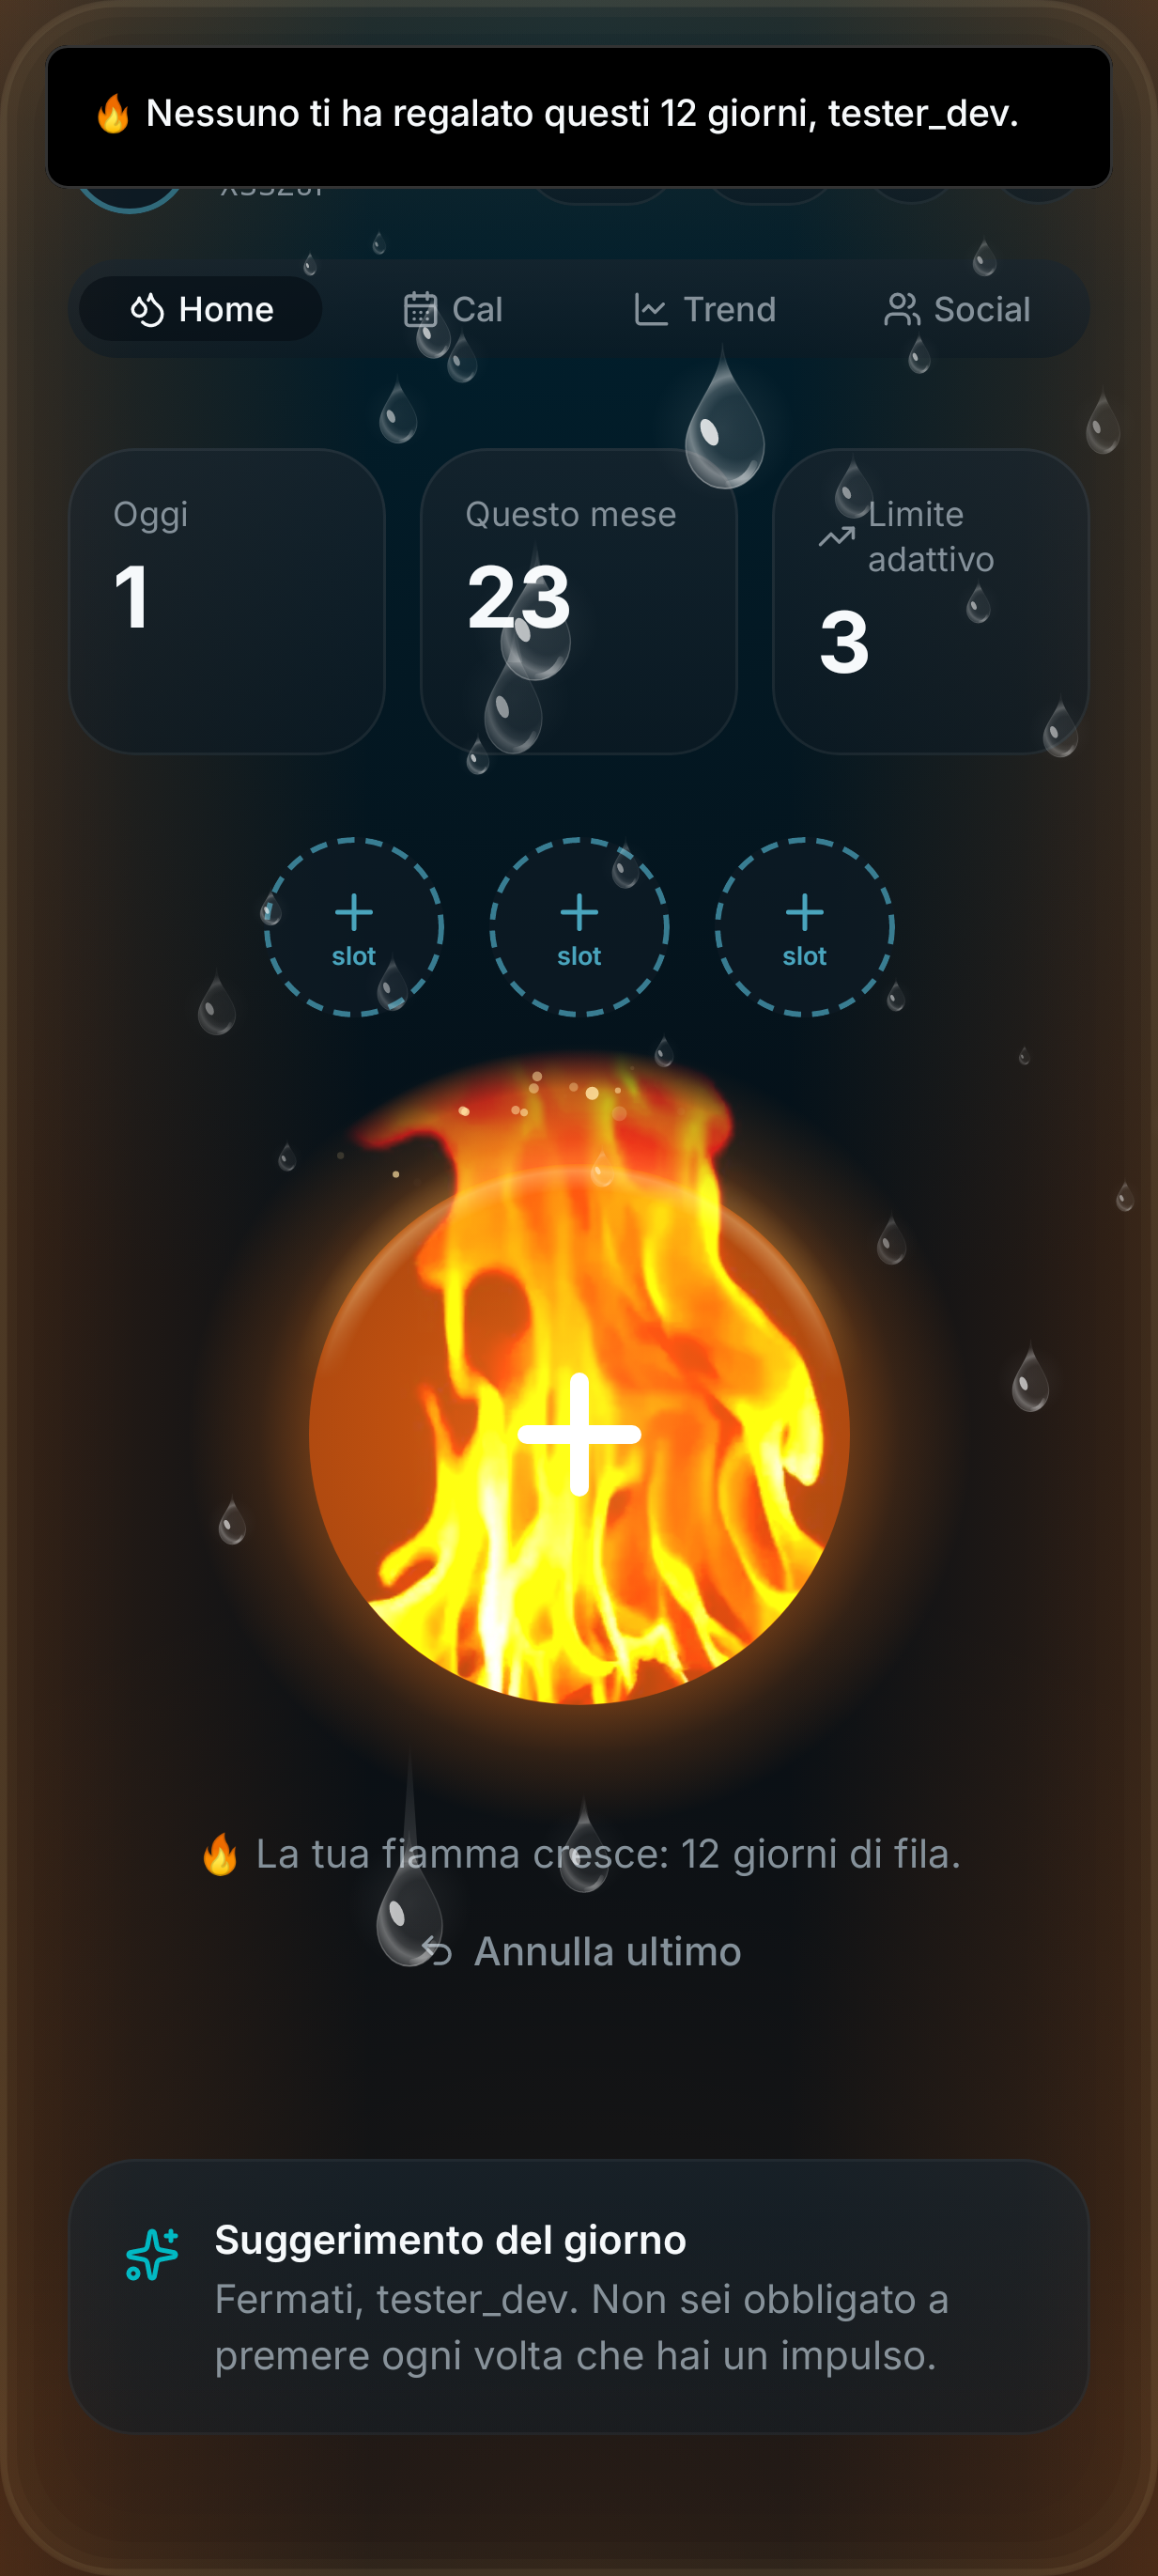 🔥 Nessuno ti ha regalato questi 12 giorni, tester_dev.
Home
Cal
Trend
Social
Oggi
1
Questo mese
23
Limite
adattivo
3
slot
slot
slot
🔥 La tua fiamma cresce: 12 giorni di fila.
Annulla ultimo
Suggerimento del giorno
Fermati, tester_dev. Non sei obbligato a
premere ogni volta che hai un impulso.